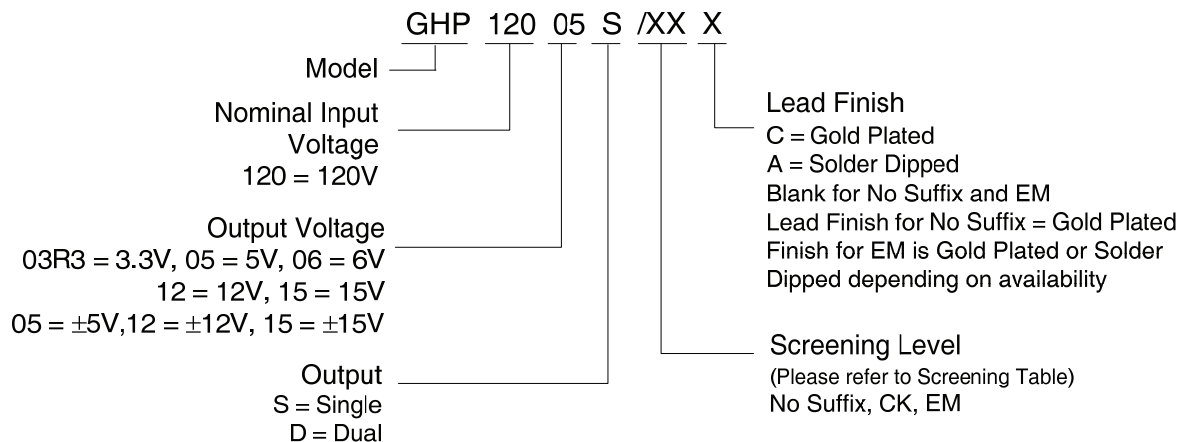 GHP 120 05 S /XX X
Model
Nominal Input
Voltage
120 = 120V
Output Voltage
03R3 = 3.3V, 05 = 5V, 06 = 6V
12 = 12V, 15 = 15V
05 = ±5V,12 = ±12V, 15 = ±15V
Output
S = Single
D = Dual
Lead Finish
C = Gold Plated
A = Solder Dipped
Blank for No Suffix and EM
Lead Finish for No Suffix = Gold Plated
Finish for EM is Gold Plated or Solder
Dipped depending on availability
Screening Level
(Please refer to Screening Table)
No Suffix, CK, EM